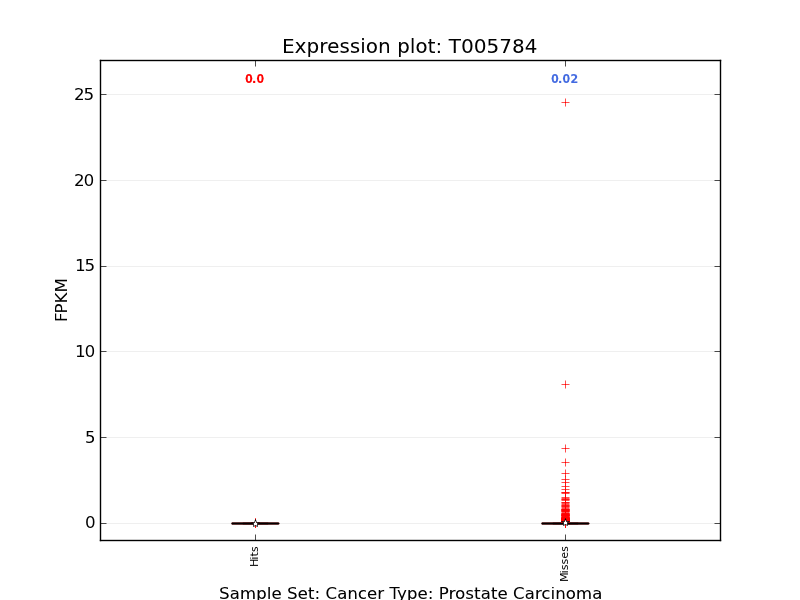 Expression plot: T005784
0.0
0.02
25
20
15
10
5
0
FPKM
Hits
Misses
Sample Set: Cancer Type: Prostate Carcinoma